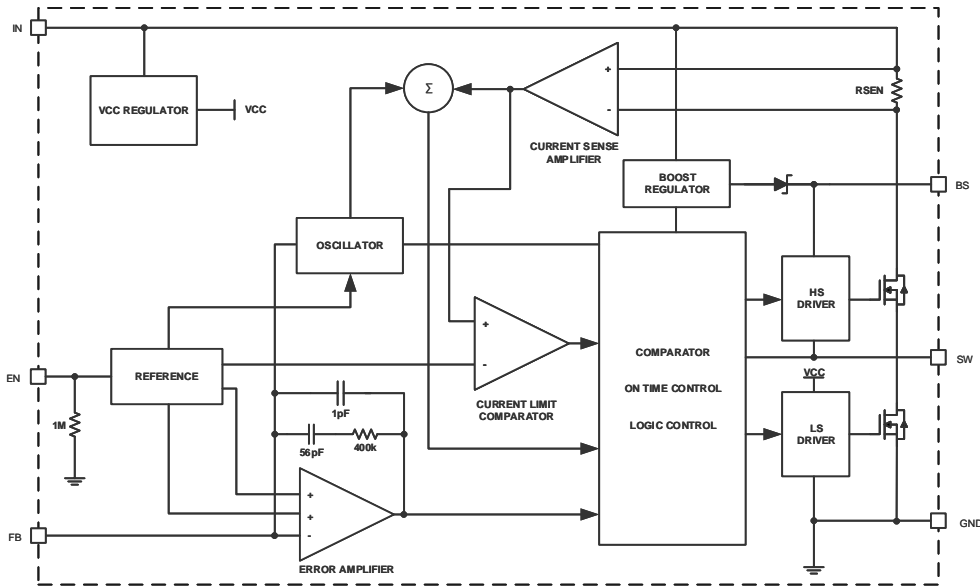 IN
VCC REGULATOR
VCC
Σ
+
-
RSEN
CURRENT SENSE
AMPLIFIER
BOOST
REGULATOR
BS
OSCILLATOR
HS
DRIVER
+
-
COMPARATOR
ON TIME CONTROL
LOGIC CONTROL
SW
EN
REFERENCE
VCC
1M
1pF
CURRENT LIMIT
COMPARATOR
56pF
400k
LS
DRIVER
+
+
-
FB
GND
ERROR AMPLIFIER